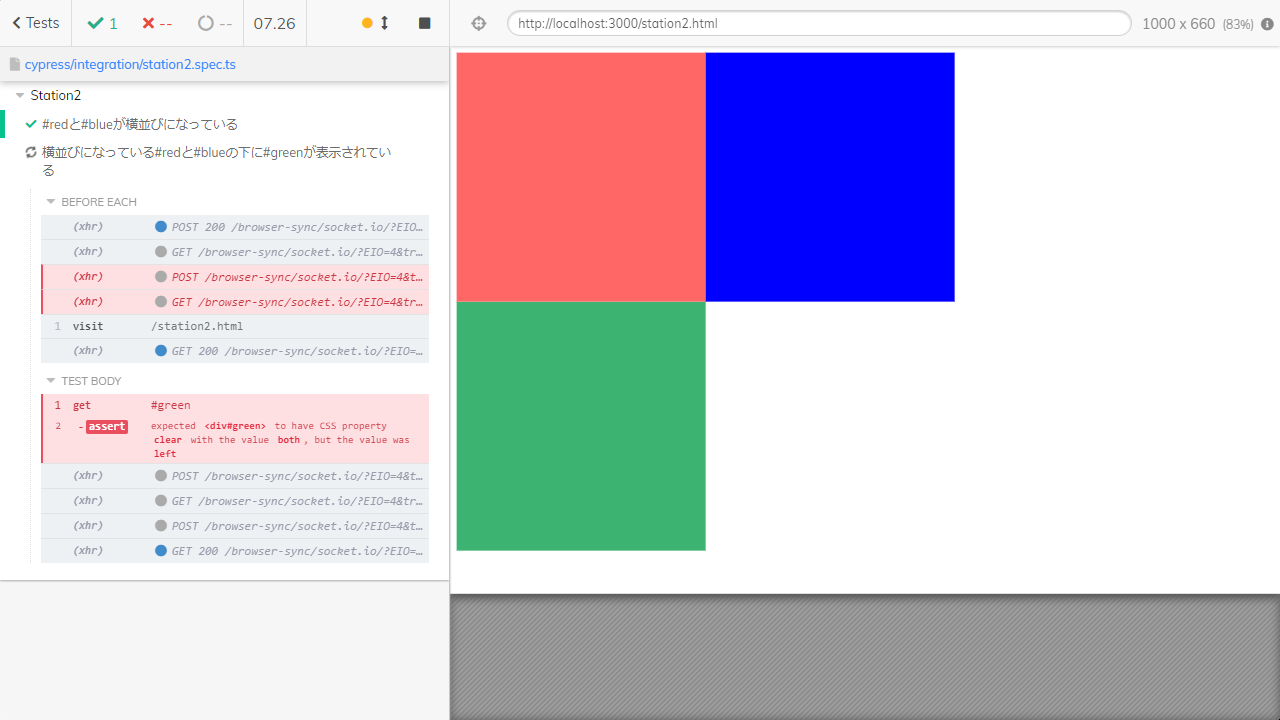 Tests
1
--
--
07.26
http://localhost:3000/station2.html
1000 x 660 (83%)
cypress/integration/station2.spec.ts
Station2
#redと#blueが横並びになっている
横並びになっている#redと#blueの下に#greenが表示されてい
る
BEFORE EACH
(xhr) POST 200 /browser-sync/socket.io/?EIO…
(xhr) GET /browser-sync/socket.io/?EIO=4&tr…
(xhr) POST /browser-sync/socket.io/?EIO=4&t…
(xhr) GET /browser-sync/socket.io/?EIO=4&tr…
1 visit /station2.html
(xhr) GET 200 /browser-sync/socket.io/?EIO=…
TEST BODY
1 get #green
2 -assert expected <div#green> to have CSS property
clear with the value both, but the value was
left
(xhr) POST /browser-sync/socket.io/?EIO=4&t…
(xhr) GET /browser-sync/socket.io/?EIO=4&tr…
(xhr) POST /browser-sync/socket.io/?EIO=4&t…
(xhr) GET 200 /browser-sync/socket.io/?EIO=…